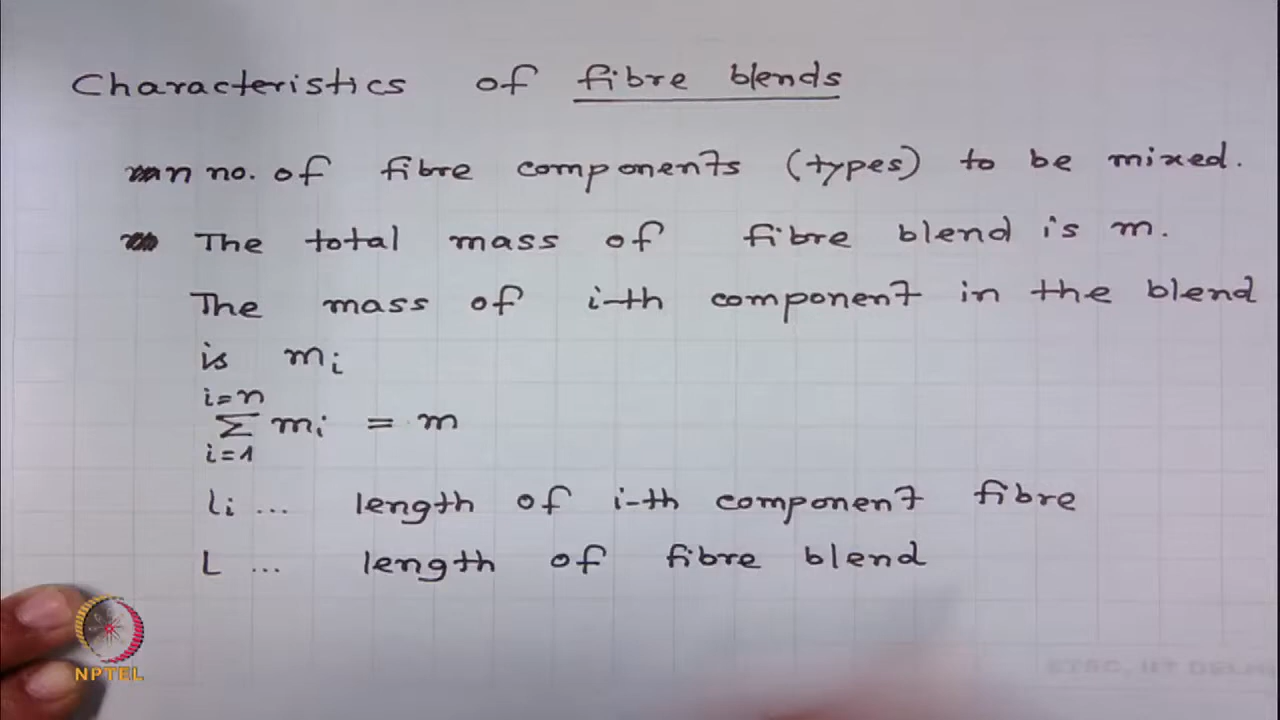 Characteristics of fibre blends
n no. of fibre components (types) to be mixed.
The total mass of fibre blend is m.
The mass of i-th component in the blend
is mᵢ
i=n
Σ mᵢ = m
i=1
lᵢ ... length of i-th component fibre
L ... length of fibre blend
NPTEL